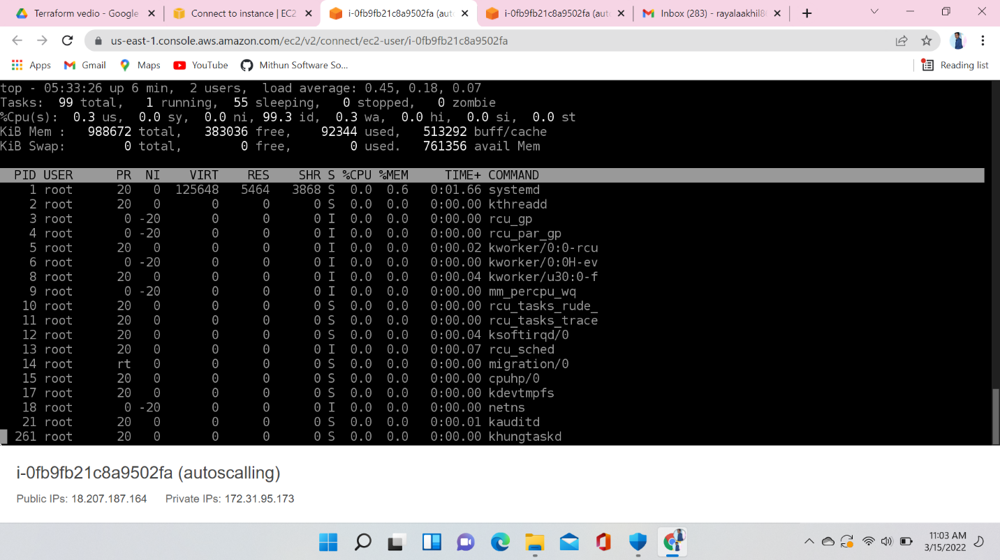 Terraform vedio - Google
Connect to instance | EC2
i-0fb9fb21c8a9502fa (auto
i-0fb9fb21c8a9502fa (auto
Inbox (283) - rayalaakhil8
us-east-1.console.aws.amazon.com/ec2/v2/connect/ec2-user/i-0fb9fb21c8a9502fa
Apps Gmail Maps YouTube Mithun Software So... Reading list
top - 05:33:26 up 6 min, 2 users, load average: 0.45, 0.18, 0.07
Tasks: 99 total, 1 running, 55 sleeping, 0 stopped, 0 zombie
%Cpu(s): 0.3 us, 0.0 sy, 0.0 ni, 99.3 id, 0.3 wa, 0.0 hi, 0.0 si, 0.0 st
KiB Mem : 988672 total, 383036 free, 92344 used, 513292 buff/cache
KiB Swap: 0 total, 0 free, 0 used. 761356 avail Mem
PID USER PR NI VIRT RES SHR S %CPU %MEM TIME+ COMMAND
1 root 20 0 125648 5464 3868 S 0.0 0.6 0:01.66 systemd
2 root 20 0 0 0 0 S 0.0 0.0 0:00.00 kthreadd
3 root 0 -20 0 0 0 I 0.0 0.0 0:00.00 rcu_gp
4 root 0 -20 0 0 0 I 0.0 0.0 0:00.00 rcu_par_gp
5 root 20 0 0 0 0 I 0.0 0.0 0:00.02 kworker/0:0-rcu
6 root 0 -20 0 0 0 I 0.0 0.0 0:00.00 kworker/0:0H-ev
8 root 20 0 0 0 0 I 0.0 0.0 0:00.04 kworker/u30:0-f
9 root 0 -20 0 0 0 I 0.0 0.0 0:00.00 mm_percpu_wq
10 root 20 0 0 0 0 S 0.0 0.0 0:00.00 rcu_tasks_rude_
11 root 20 0 0 0 0 S 0.0 0.0 0:00.00 rcu_tasks_trace
12 root 20 0 0 0 0 S 0.0 0.0 0:00.04 ksoftirqd/0
13 root 20 0 0 0 0 I 0.0 0.0 0:00.07 rcu_sched
14 root rt 0 0 0 0 S 0.0 0.0 0:00.00 migration/0
15 root 20 0 0 0 0 S 0.0 0.0 0:00.00 cpuhp/0
17 root 20 0 0 0 0 S 0.0 0.0 0:00.00 kdevtmpfs
18 root 0 -20 0 0 0 I 0.0 0.0 0:00.00 netns
21 root 20 0 0 0 0 S 0.0 0.0 0:00.01 kauditd
261 root 20 0 0 0 0 S 0.0 0.0 0:00.00 khungtaskd
i-0fb9fb21c8a9502fa (autoscalling)
Public IPs: 18.207.187.164 Private IPs: 172.31.95.173
11:03 AM
3/15/2022